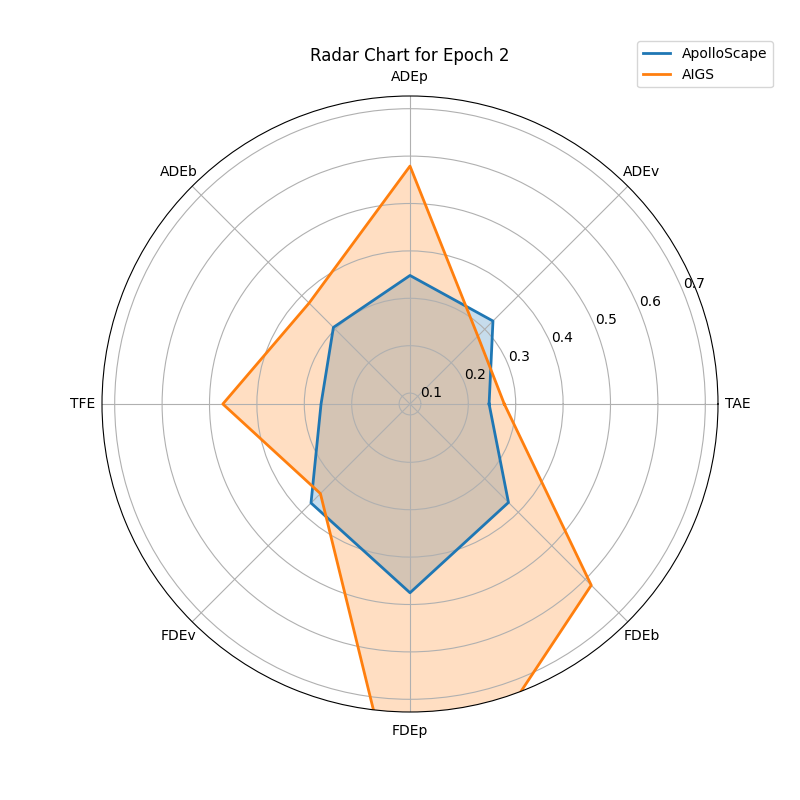 Radar Chart for Epoch 2
ApolloScape
AIGS
ADEp
ADEb
ADEv
0.7
0.6
0.5
0.4
0.3
0.2
0.1
TFE
TAE
FDEv
FDEb
FDEp